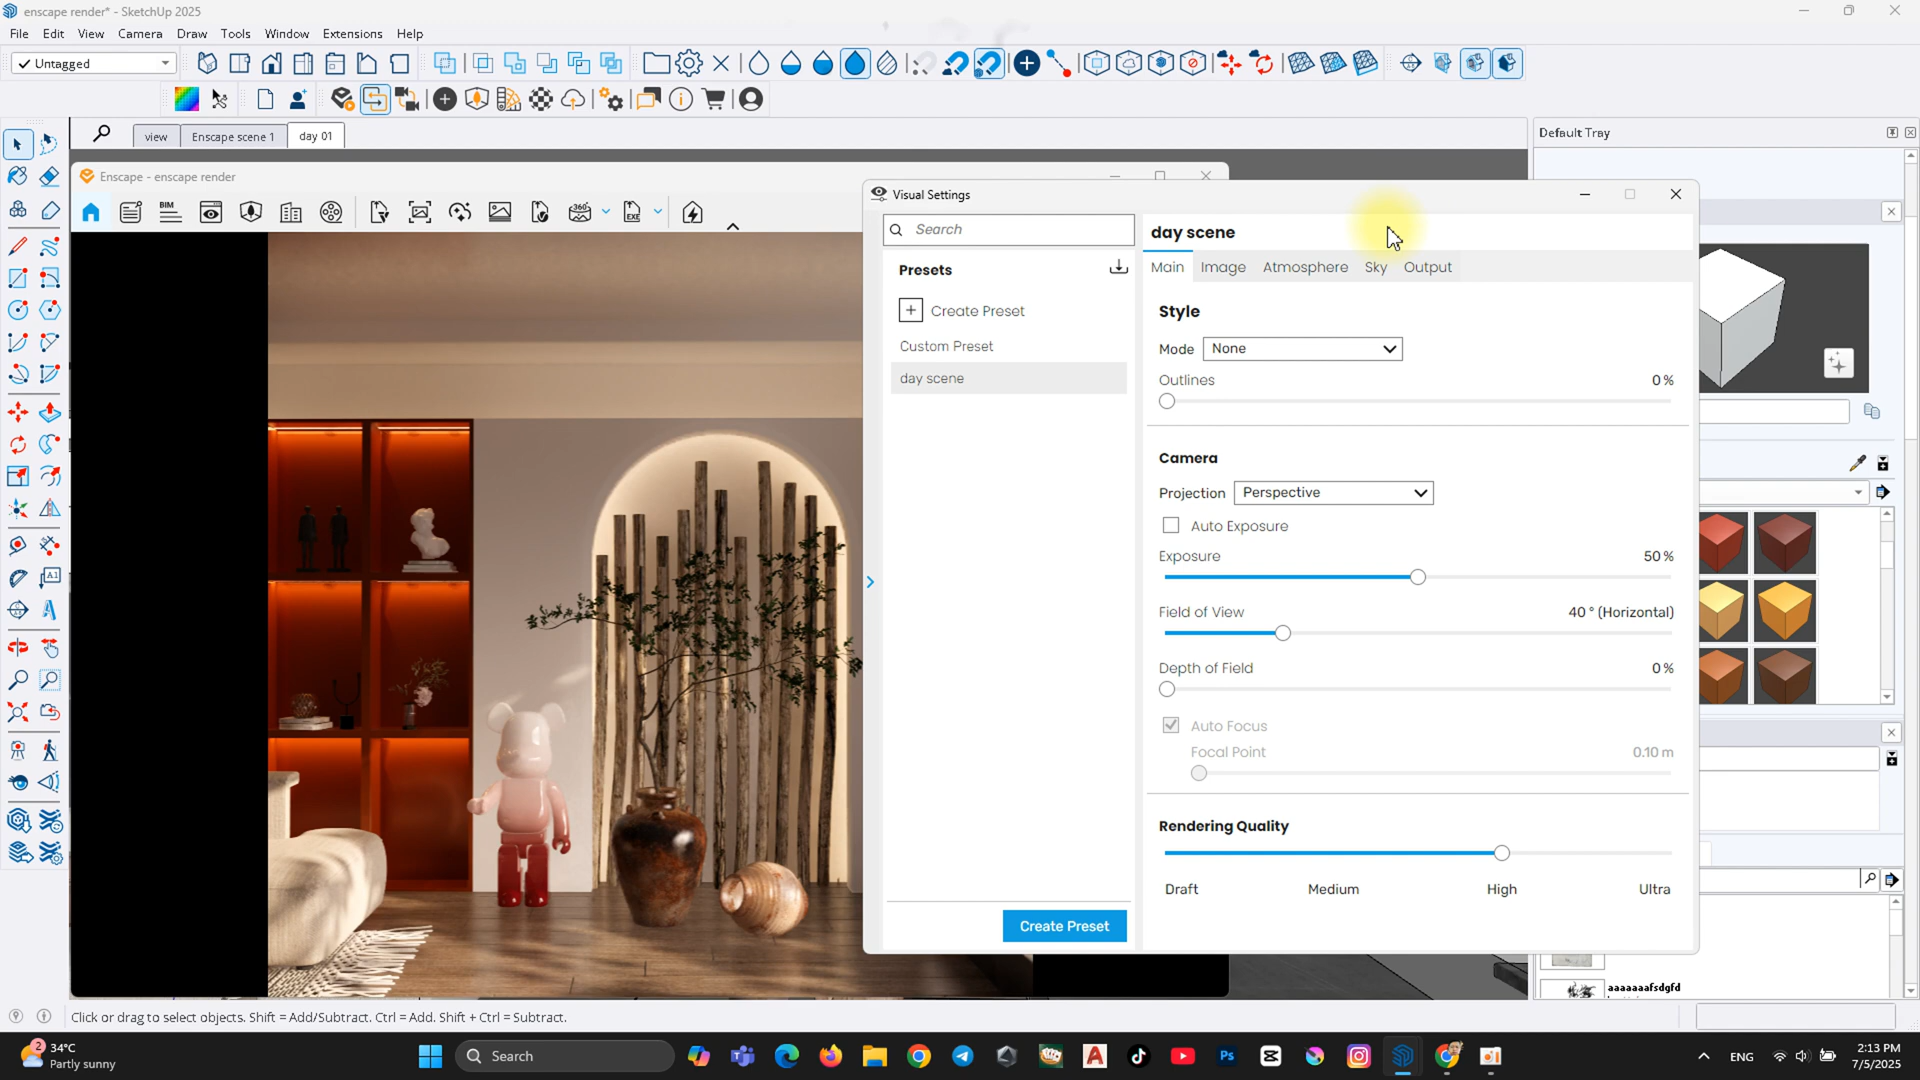 enscape render* - SketchUp 2025
File Edit View Camera Draw Tools Window Extensions Help
Untagged
view Enscape scene 1 day 01
Default Tray
Enscape - enscape render
BIM
360°
EXE
Visual Settings
Search
day scene
Presets
Main Image Atmosphere Sky Output
Create Preset
Style
Custom Preset
Mode None
day scene
Outlines 0 %
Camera
Projection Perspective
Auto Exposure
Exposure 50 %
Field of View 40 ° (Horizontal)
Depth of Field 0 %
Auto Focus
Focal Point 0.10 m
Rendering Quality
Draft Medium High Ultra
Create Preset
aaaaaaafsdgfd
Click or drag to select objects. Shift = Add/Subtract. Ctrl = Add. Shift + Ctrl = Subtract.
2
34°C
Partly sunny
Search
Ps
ENG
2:13 PM
7/5/2025